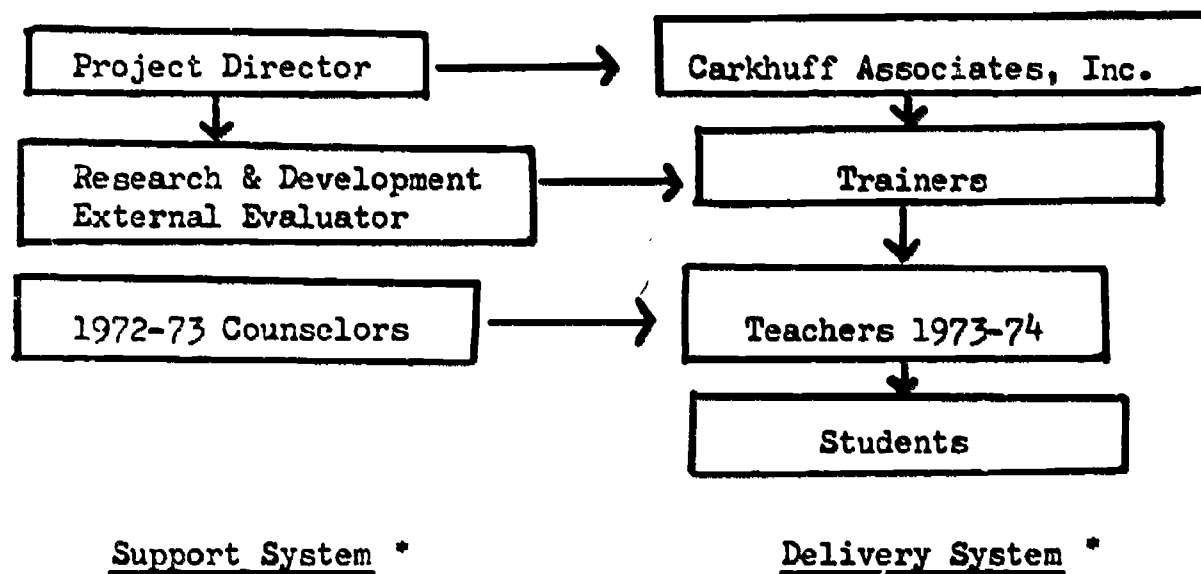 Project Director
Carkhuff Associates, Inc.
Research & Development
External Evaluator
Trainers
1972-73 Counselors
Teachers 1973-74
Students
Support System *
Delivery System *